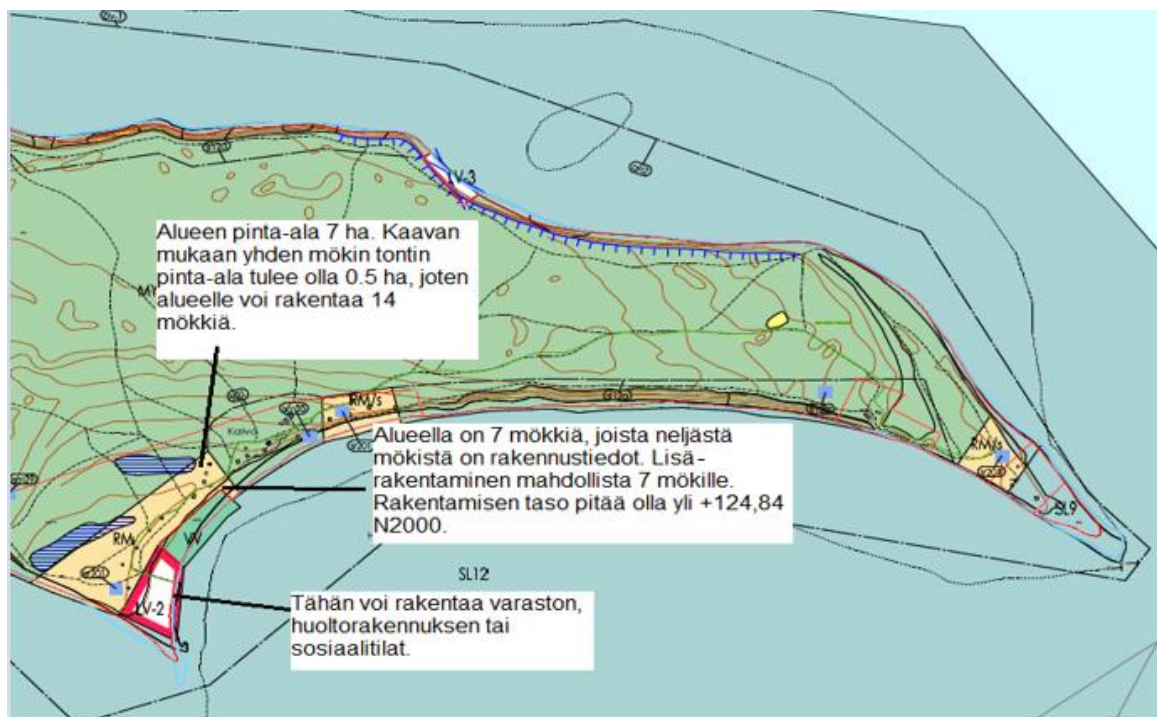 LV-3
Alueen pinta-ala 7 ha. Kaavan
mukaan yhden mökin tontin
pinta-ala tulee olla 0.5 ha, joten
alueelle voi rakentaa 14
mökkiä.
RM/s
Kaivo
Alueella on 7 mökkiä, joista neljästä
mökistä on rakennustiedot. Lisä-
rakentaminen mahdollista 7 mökille.
Rakentamisen taso pitää olla yli +124,84
N2000.
RM/s
SL9
RM
VV
SL12
LV-2
Tähän voi rakentaa varaston,
huoltorakennuksen tai
sosiaalitilat.